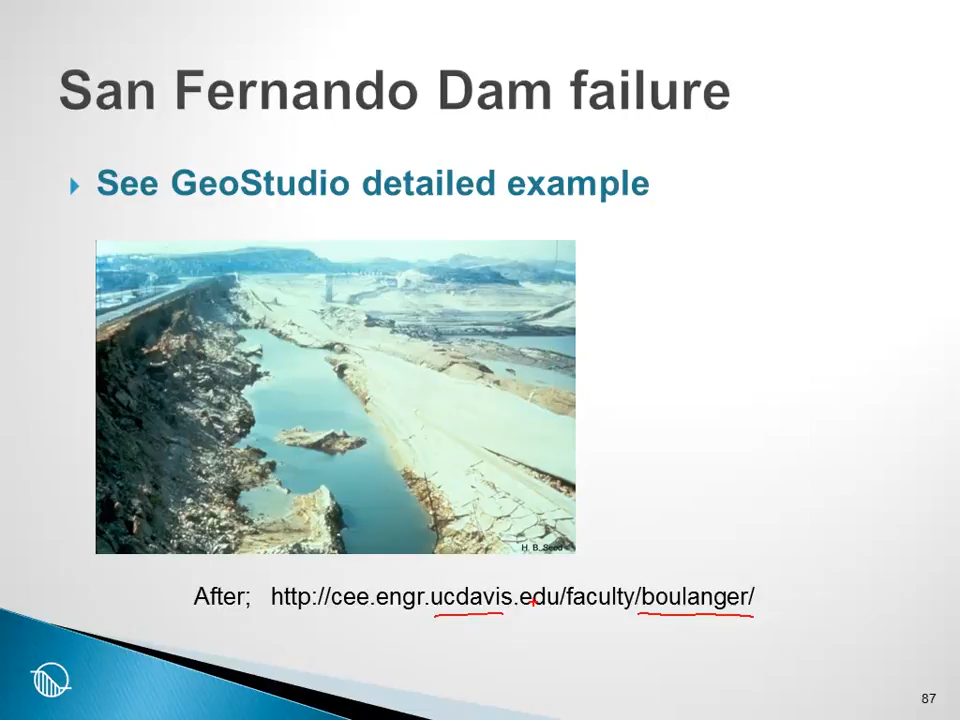 San Fernando Dam failure
See GeoStudio detailed example
H. B. Seed
After; http://cee.engr.ucdavis.edu/faculty/boulanger/
87